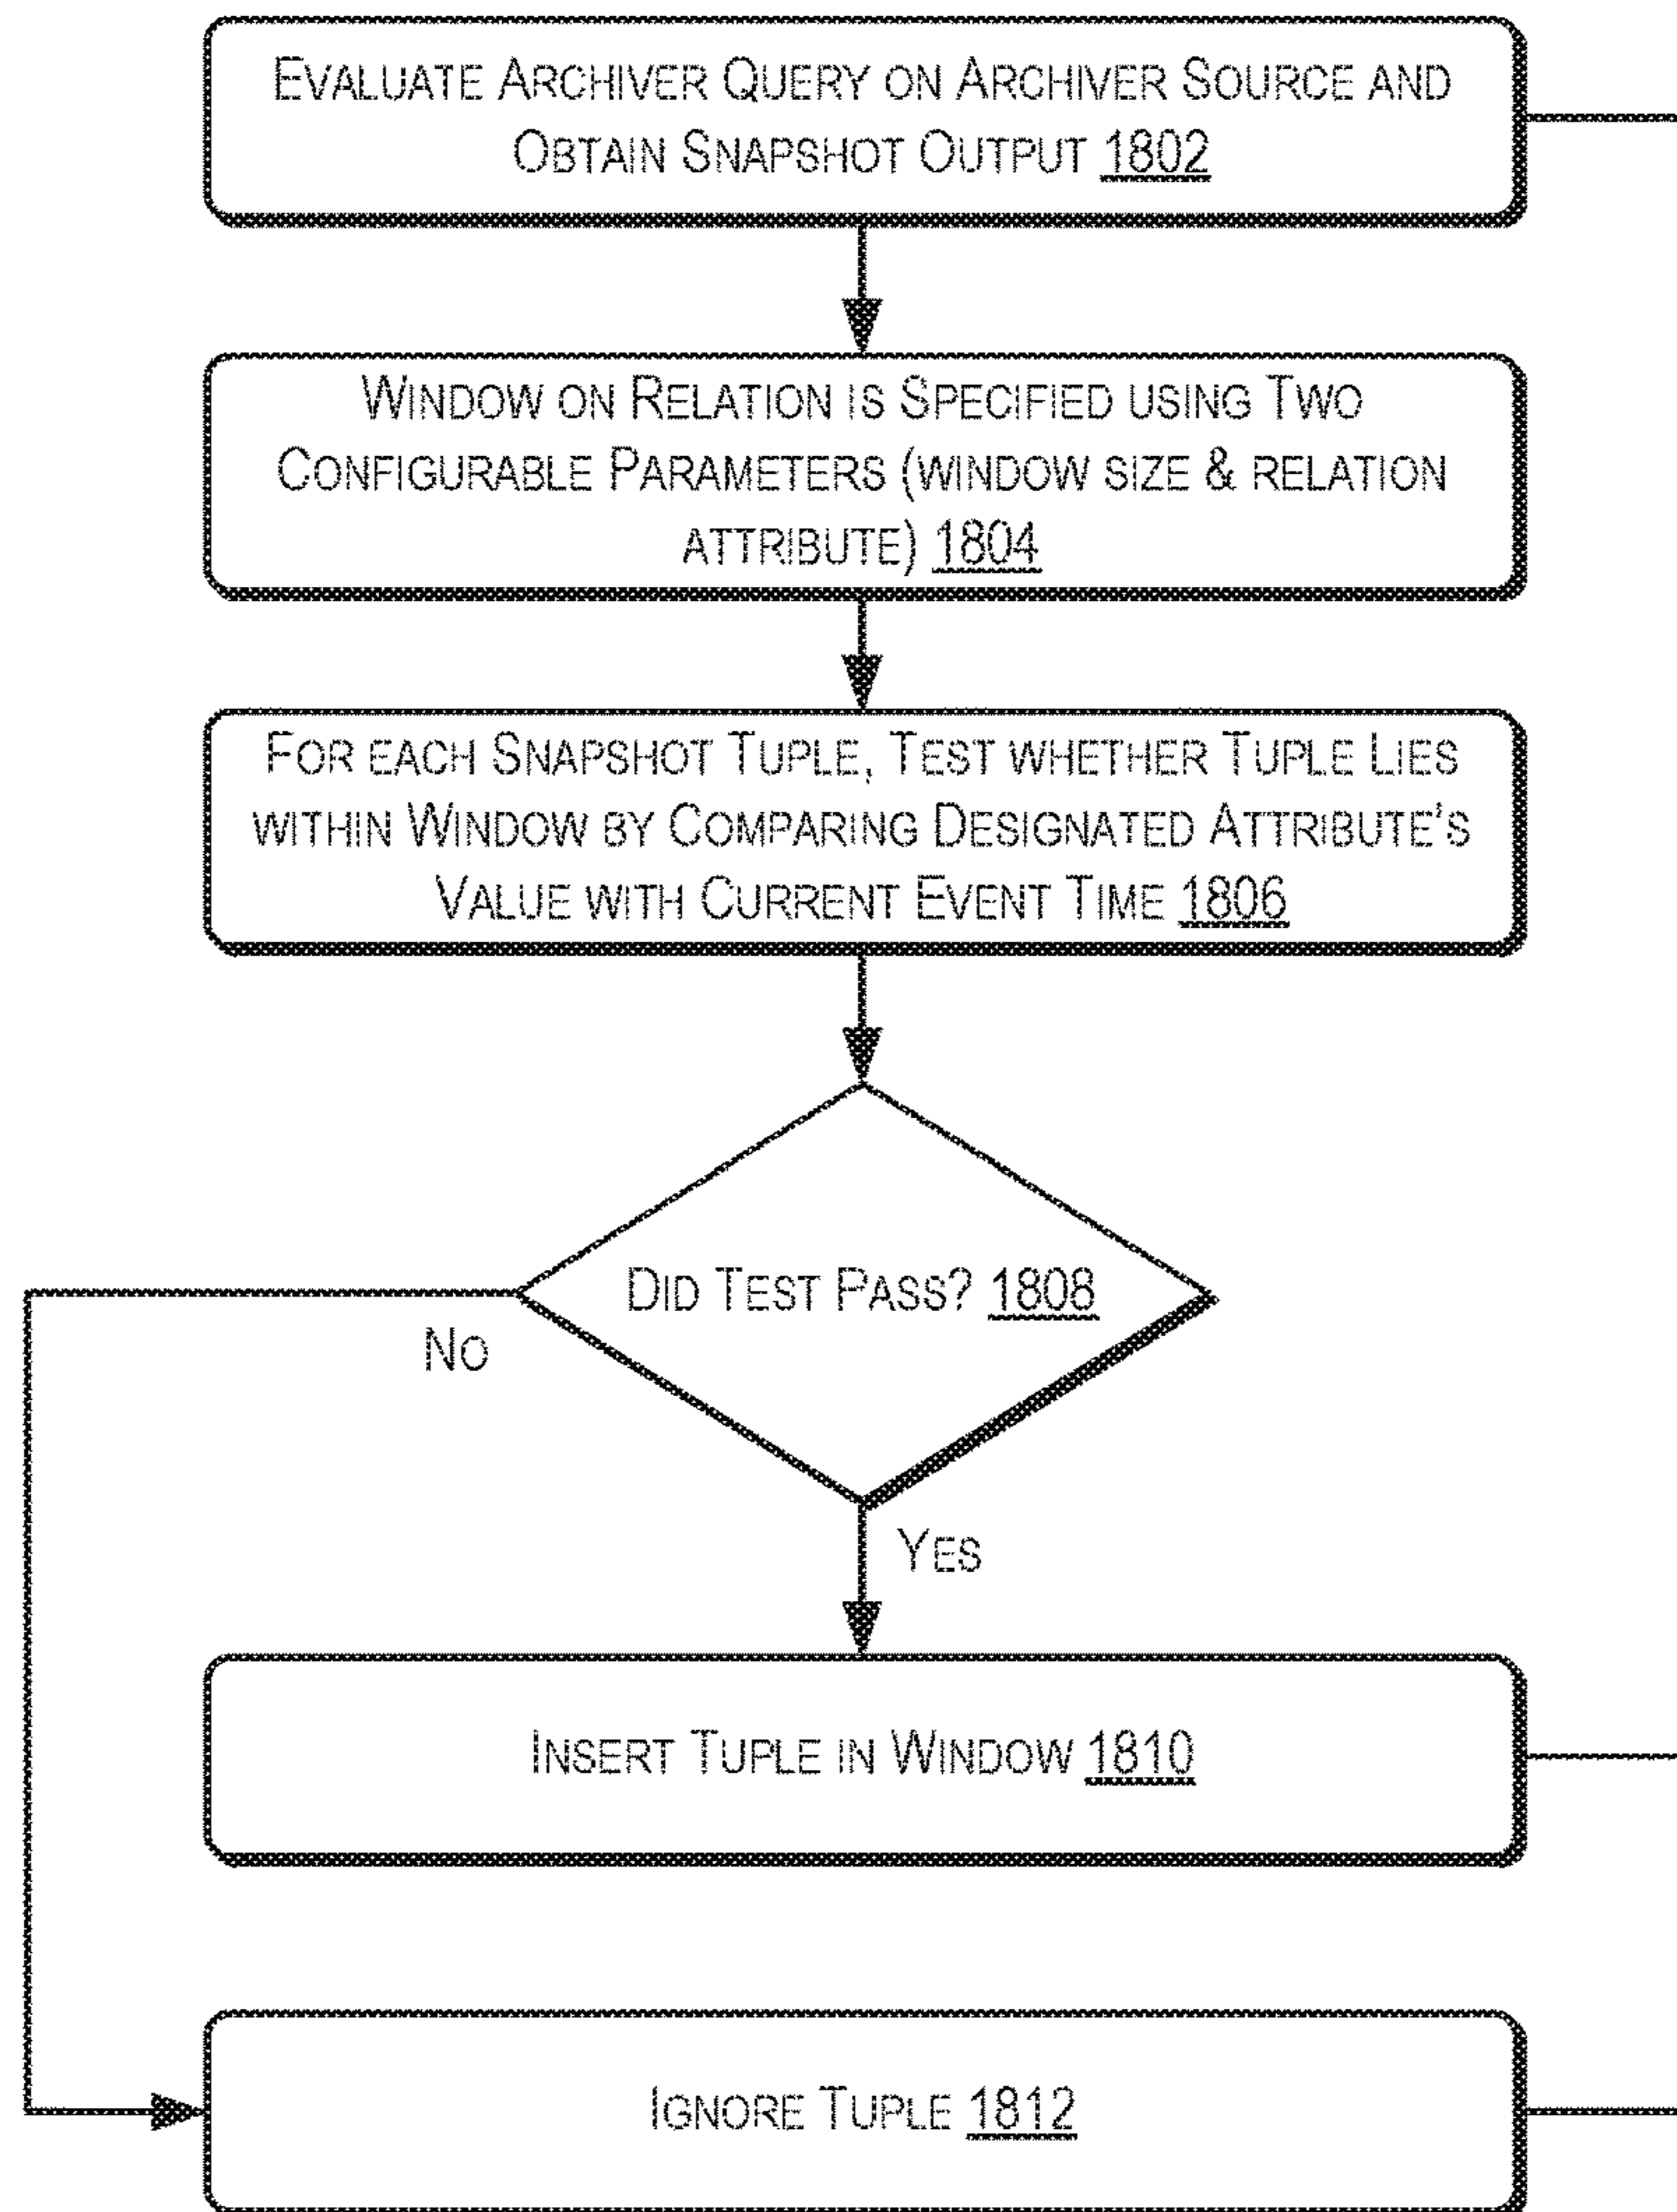 EVALUATE ARCHIVER QUERY ON ARCHIVER SOURCE AND
OBTAIN SNAPSHOT OUTPUT 1802
WINDOW ON RELATION IS SPECIFIED USING TWO
CONFIGURABLE PARAMETERS (WINDOW SIZE & RELATION
ATTRIBUTE) 1804
FOR EACH SNAPSHOT TUPLE, TEST WHETHER TUPLE LIES
WITHIN WINDOW BY COMPARING DESIGNATED ATTRIBUTE'S
VALUE WITH CURRENT EVENT TIME 1806
DID TEST PASS? 1808
NO
YES
INSERT TUPLE IN WINDOW 1810
IGNORE TUPLE 1812